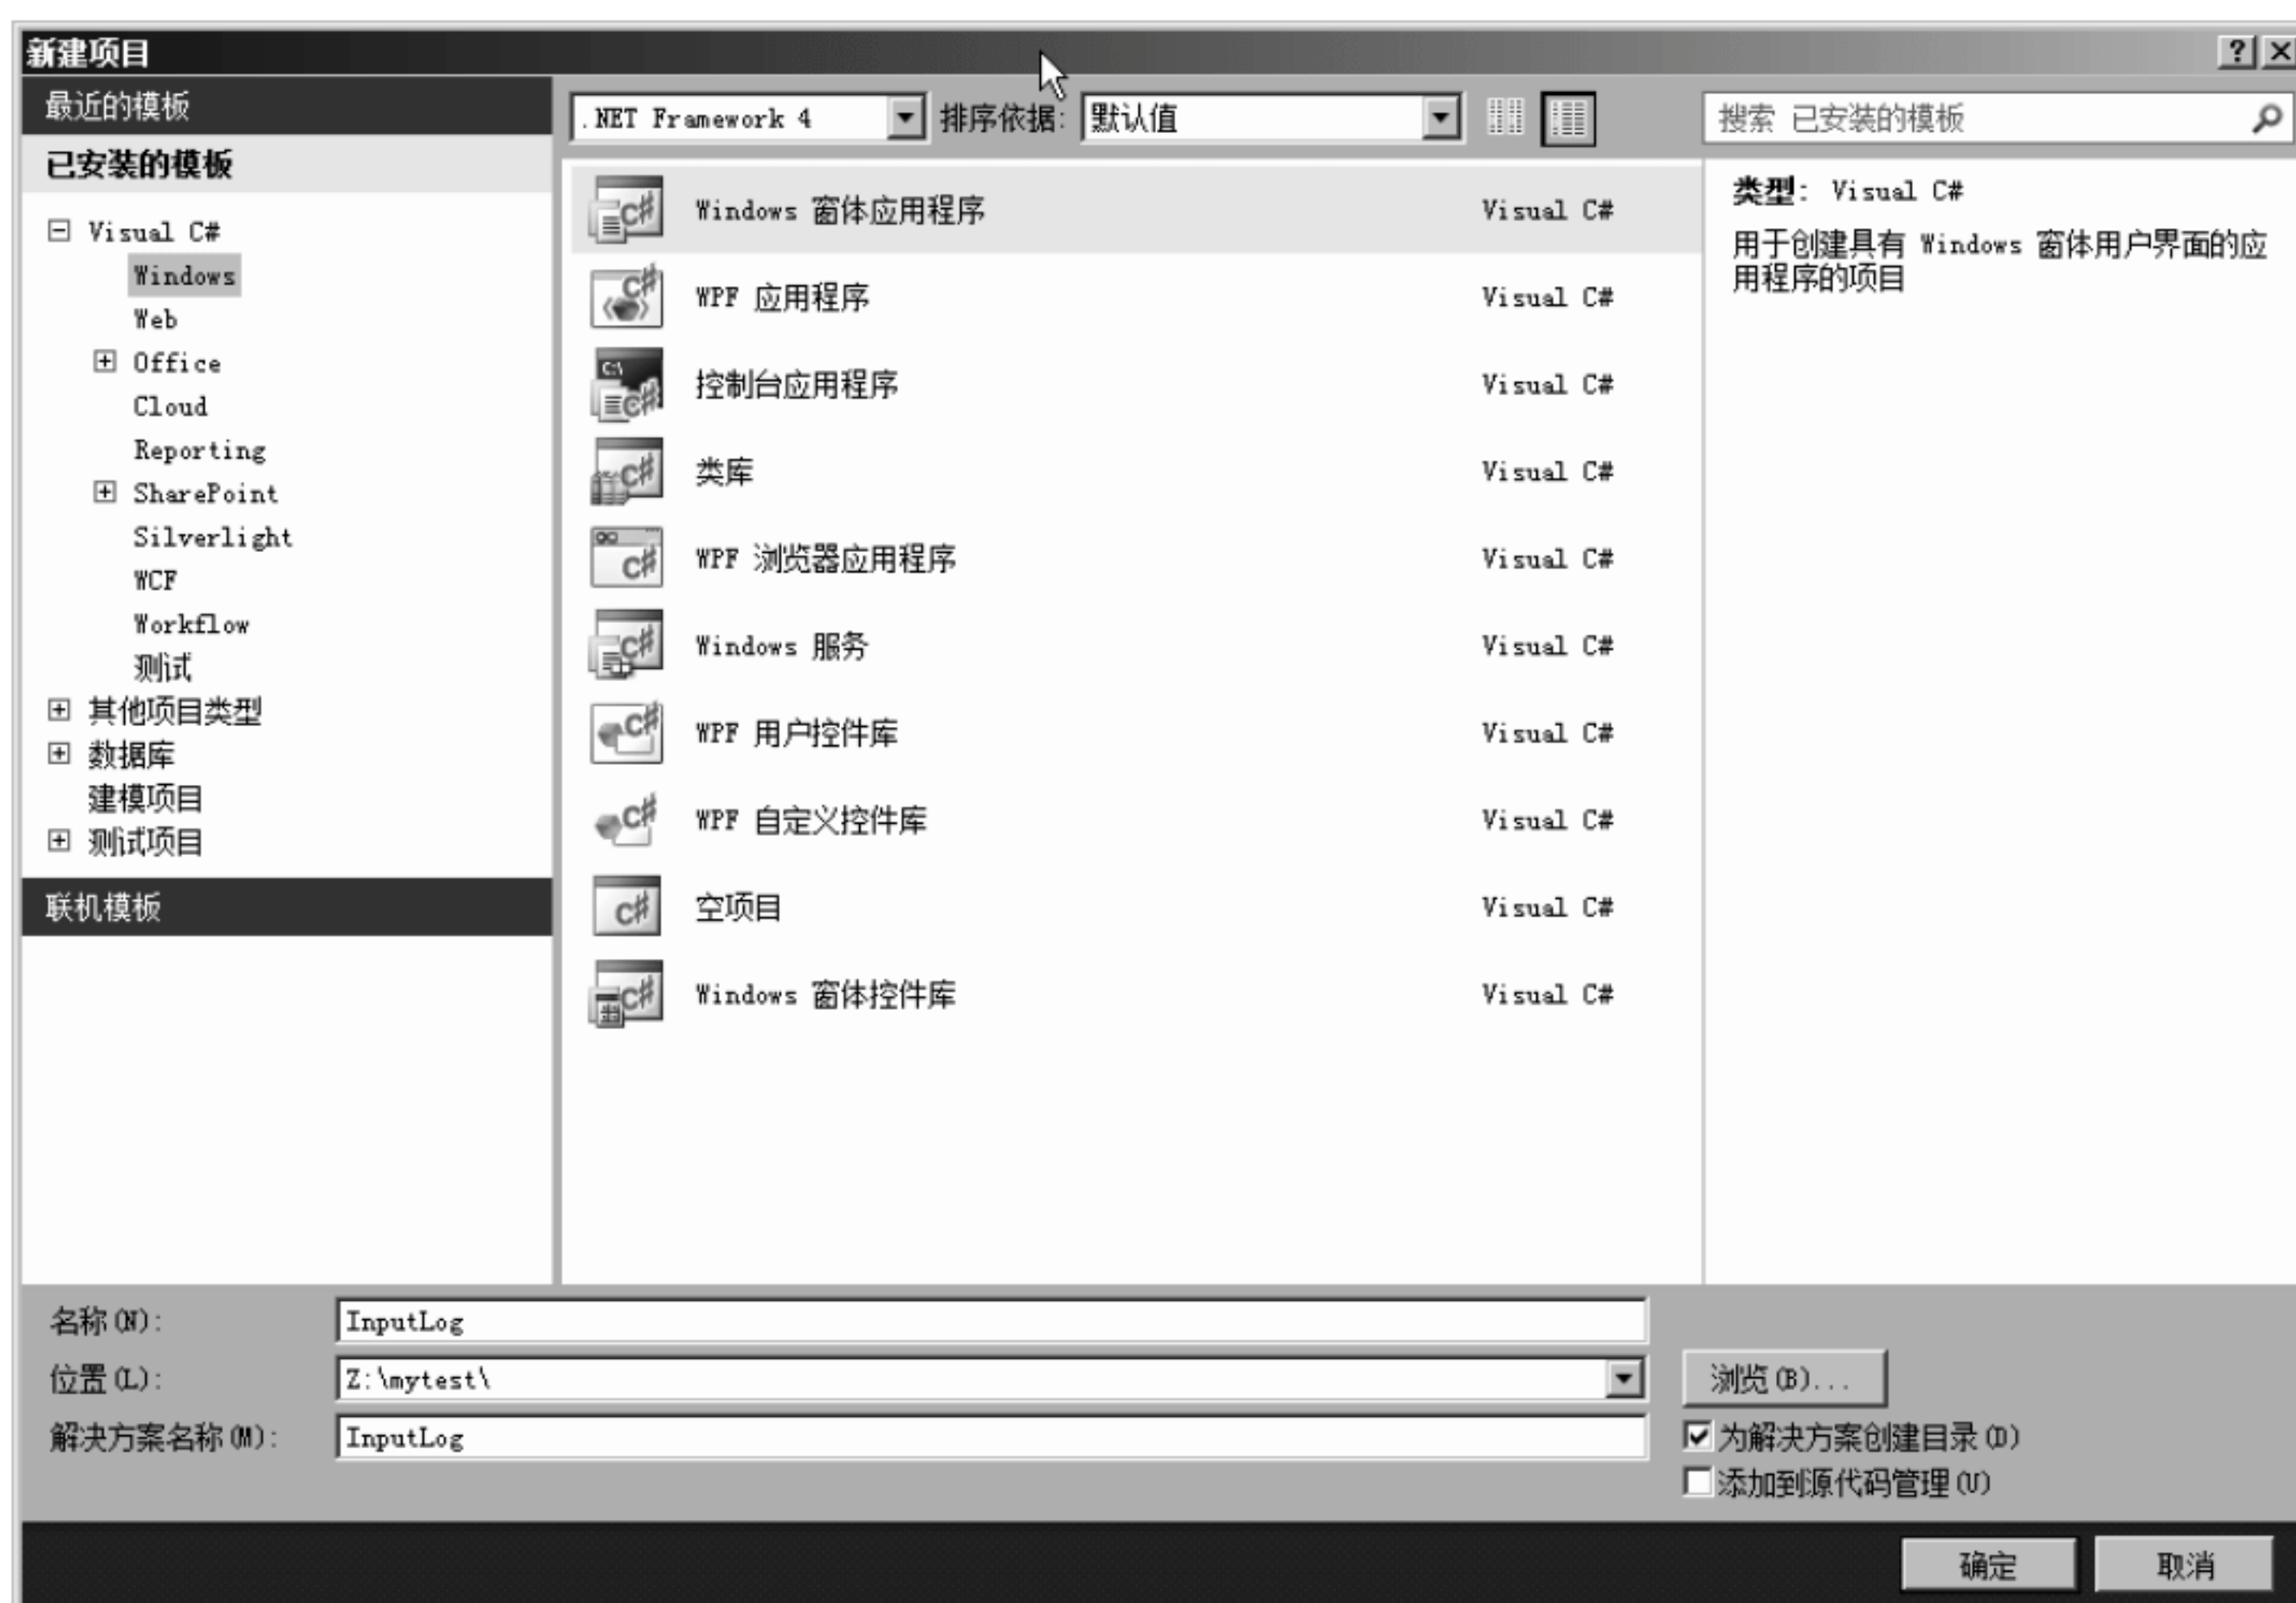 新建项目
最近的模板
已安装的模板
Visual C#
Windows
Web
Office
Cloud
Reporting
SharePoint
Silverlight
WCF
Workflow
测试
其他项目类型
数据库
建模项目
测试项目
联机模板
.NET Framework 4 排序依据: 默认值
搜索 已安装的模板
Windows 窗体应用程序 Visual C#
WPF 应用程序 Visual C#
控制台应用程序 Visual C#
类库 Visual C#
WPF 浏览器应用程序 Visual C#
Windows 服务 Visual C#
WPF 用户控件库 Visual C#
WPF 自定义控件库 Visual C#
空项目 Visual C#
Windows 窗体控件库 Visual C#
类型: Visual C#
用于创建具有 Windows 窗体用户界面的应
用程序的项目
名称(N): InputLog
位置(L): Z:\mytest\ 浏览(B)...
解决方案名称(M): InputLog
为解决方案创建目录(D)
添加到源代码管理(U)
确定 取消